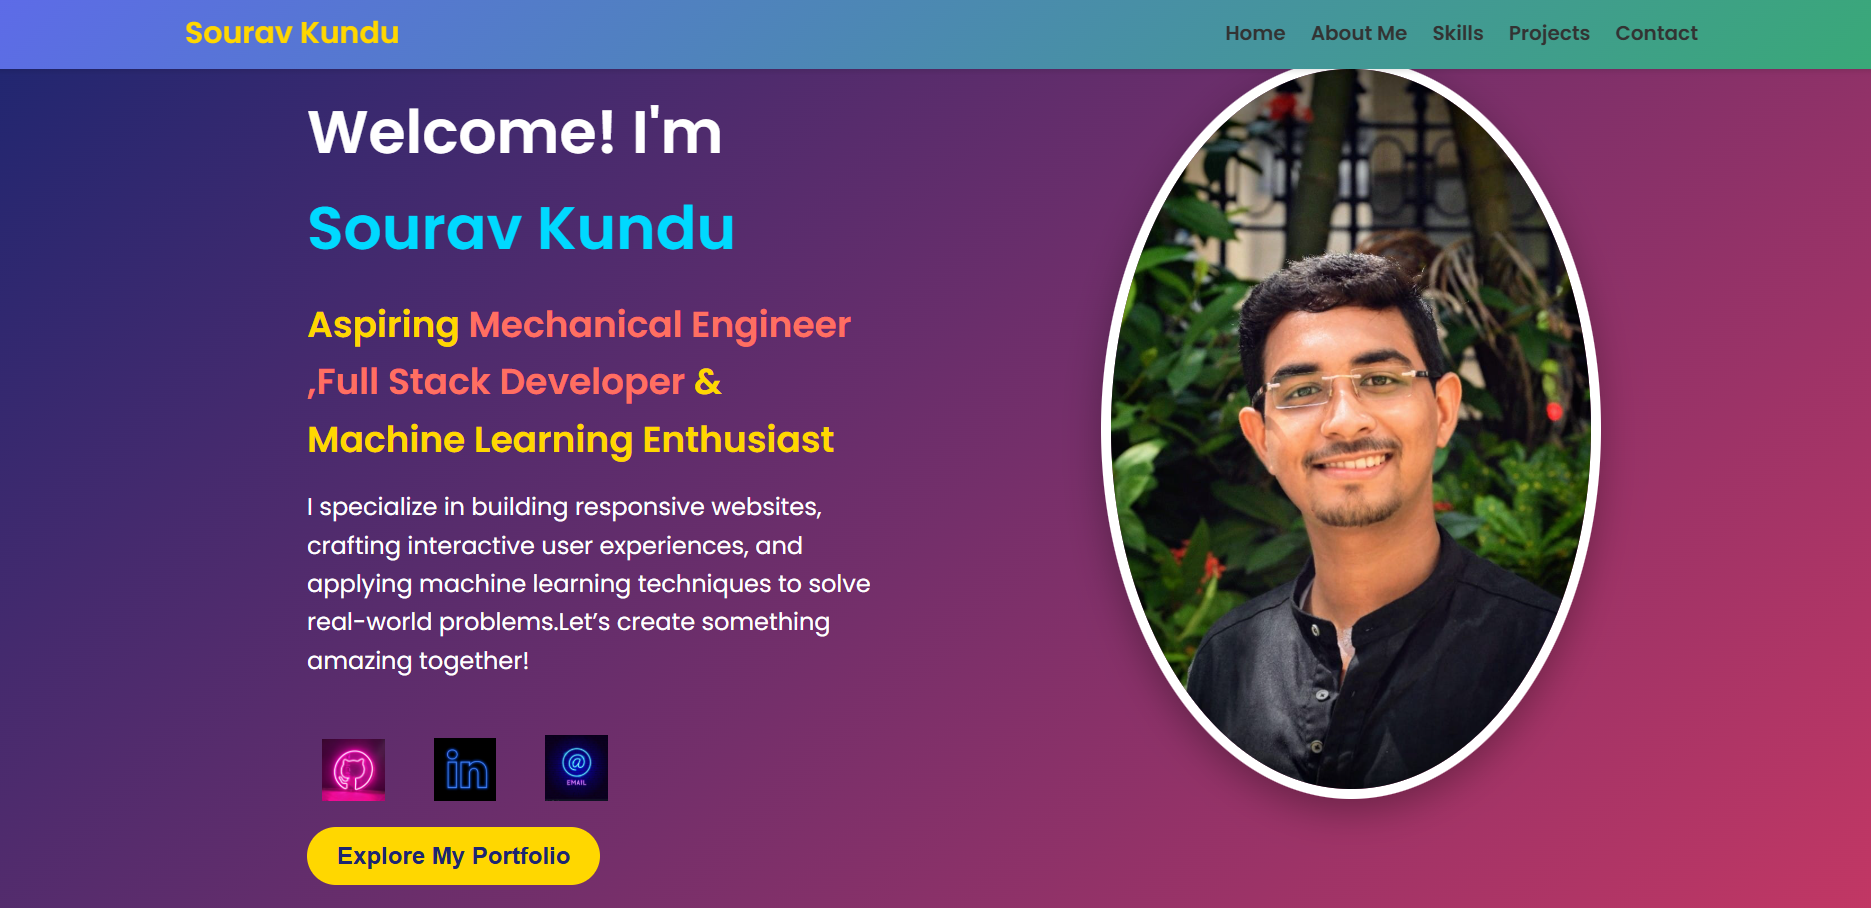 Sourav Kundu
Home About Me Skills Projects Contact
Welcome! I'm
Sourav Kundu
Aspiring Mechanical Engineer
,Full Stack Developer &
Machine Learning Enthusiast
I specialize in building responsive websites,
crafting interactive user experiences, and
applying machine learning techniques to solve
real-world problems.Let’s create something
amazing together!
in
@
EMAIL
Explore My Portfolio